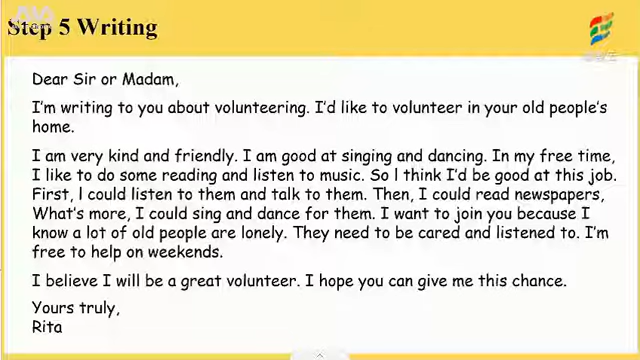 Step 5 Writing
Dear Sir or Madam,
I'm writing to you about volunteering. I'd like to volunteer in your old people's
home.
I am very kind and friendly. I am good at singing and dancing. In my free time,
I like to do some reading and listen to music. So I think I'd be good at this job.
First, I could listen to them and talk to them. Then, I could read newspapers,
What's more, I could sing and dance for them. I want to join you because I
know a lot of old people are lonely. They need to be cared and listened to. I'm
free to help on weekends.
I believe I will be a great volunteer. I hope you can give me this chance.
Yours truly,
Rita